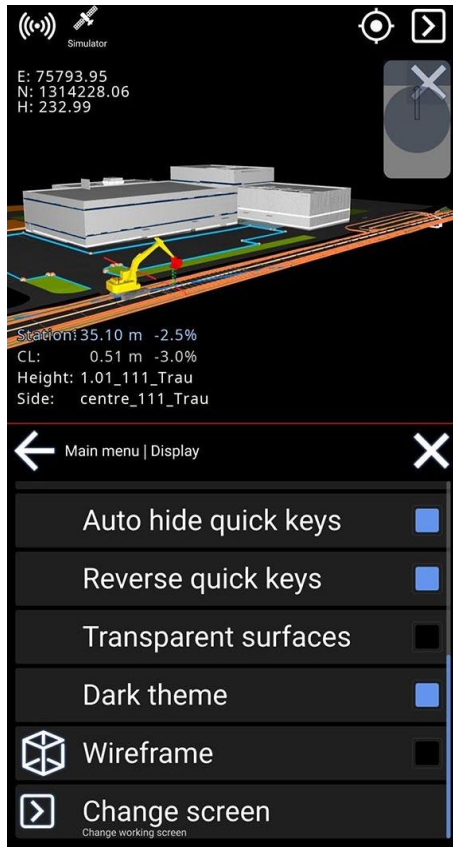 Simulator
E: 75793.95
N: 1314228.06
H: 232.99
Station: 35.10 m -2.5%
CL: 0.51 m -3.0%
Height: 1.01_111_Trau
Side: centre_111_Trau
Main menu | Display
Auto hide quick keys
Reverse quick keys
Transparent surfaces
Dark theme
Wireframe
Change screen
Change working screen